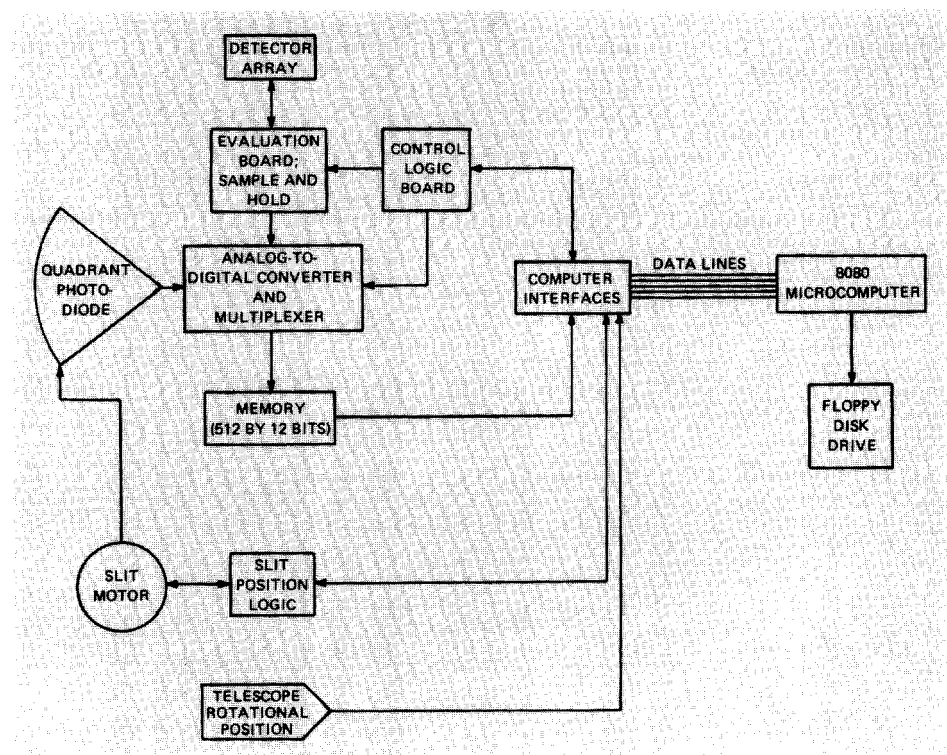 DETECTOR
ARRAY
EVALUATION
BOARD;
SAMPLE AND
HOLD
CONTROL
LOGIC
BOARD
QUADRANT
PHOTO-
DIODE
ANALOG-TO-
DIGITAL CONVERTER
AND
MULTIPLEXER
COMPUTER
INTERFACES
DATA LINES
8080
MICROCOMPUTER
MEMORY
(512 BY 12 BITS)
FLOPPY
DISK
DRIVE
SLIT
MOTOR
SLIT
POSITION
LOGIC
TELESCOPE
ROTATIONAL
POSITION